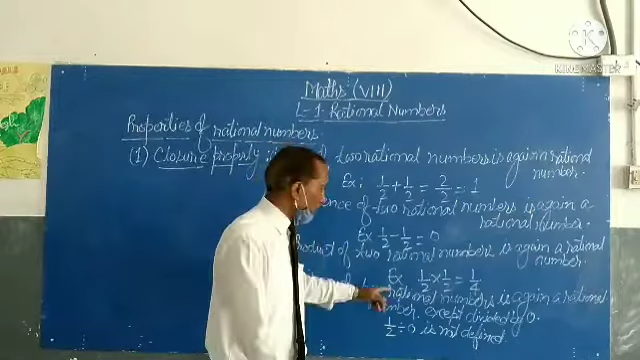 KINEMASTER
Maths (VIII)
L-1. Rational Numbers
Properties of rational numbers
(1) Closure property
of two rational numbers is again rational
number.
Ex: 1/2 + 1/2 = 2/2 = 1
of two rational numbers is again a
rational number.
Ex 1/2 - 1/2 = 0
of two rational numbers is again a rational
number.
Ex 1/2 × 1/2 = 1/4
rational numbers is again a rational
except divided by 0.
1/2 ÷ 0 is not defined.